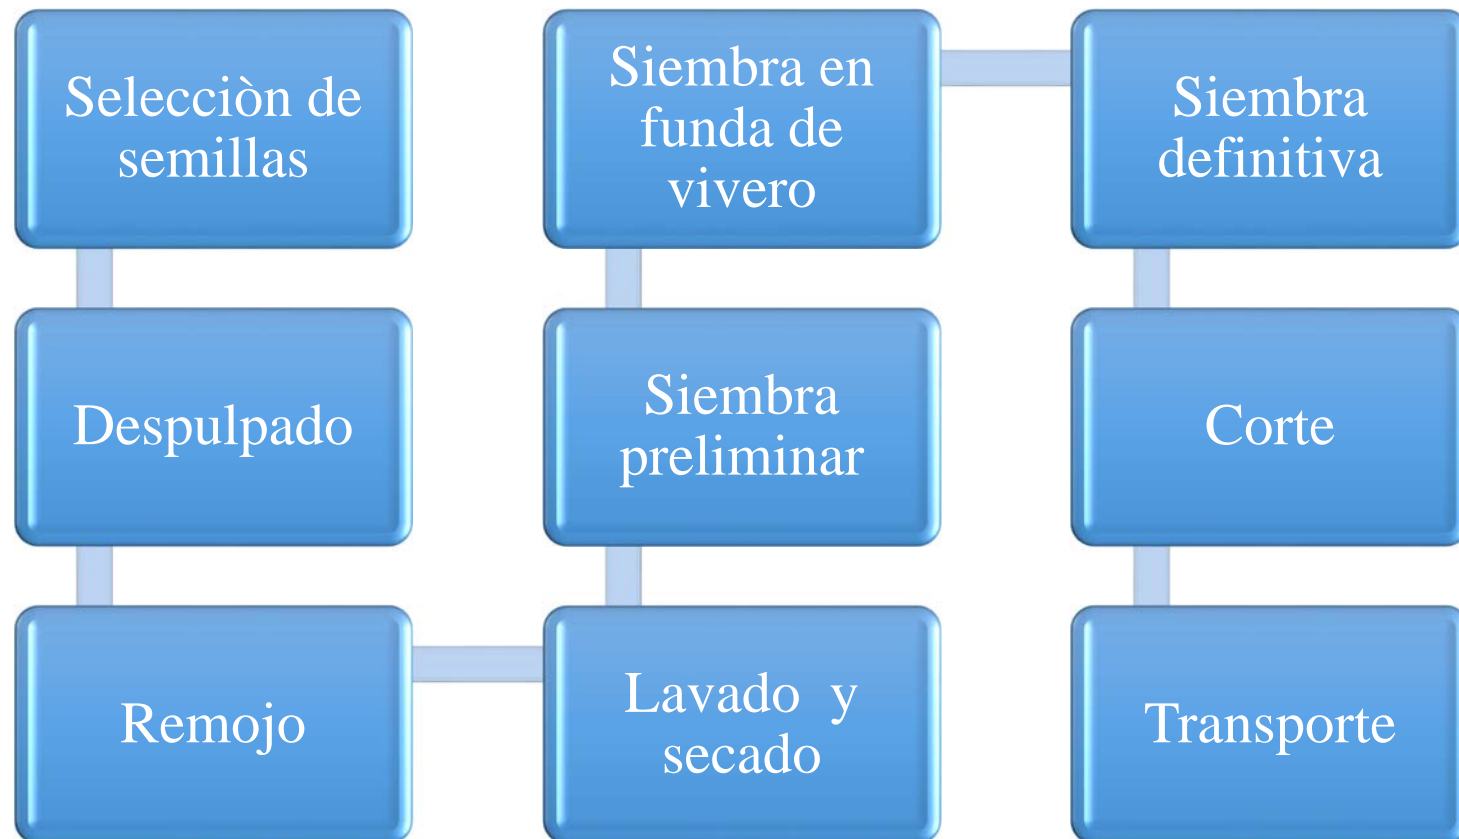 Selecciòn de
semillas
Despulpado
Remojo
Lavado  y
secado
Siembra
preliminar
Siembra en
funda de
vivero
Siembra
definitiva
Corte
Transporte